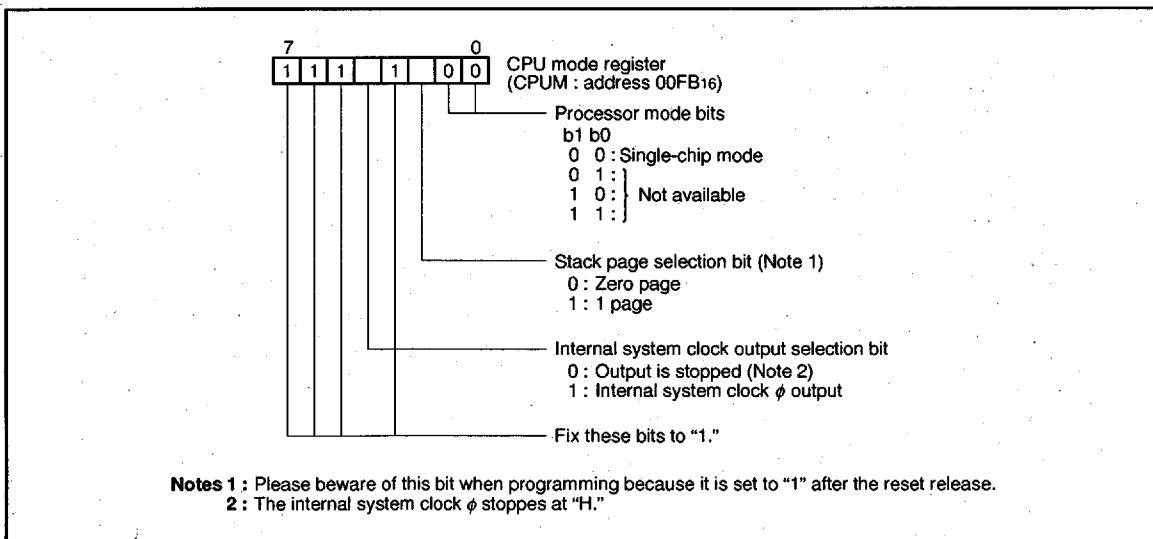 7 0
1 1 1 1 0 0
CPU mode register
(CPUM : address 00FB16)
Processor mode bits
b1 b0
0 0 : Single-chip mode
0 1 :
1 0 : Not available
1 1 :
Stack page selection bit (Note 1)
0 : Zero page
1 : 1 page
Internal system clock output selection bit
0 : Output is stopped (Note 2)
1 : Internal system clock ϕ output
Fix these bits to “1.”
Notes 1 : Please beware of this bit when programming because it is set to “1” after the reset release.
2 : The internal system clock ϕ stoppes at “H.”